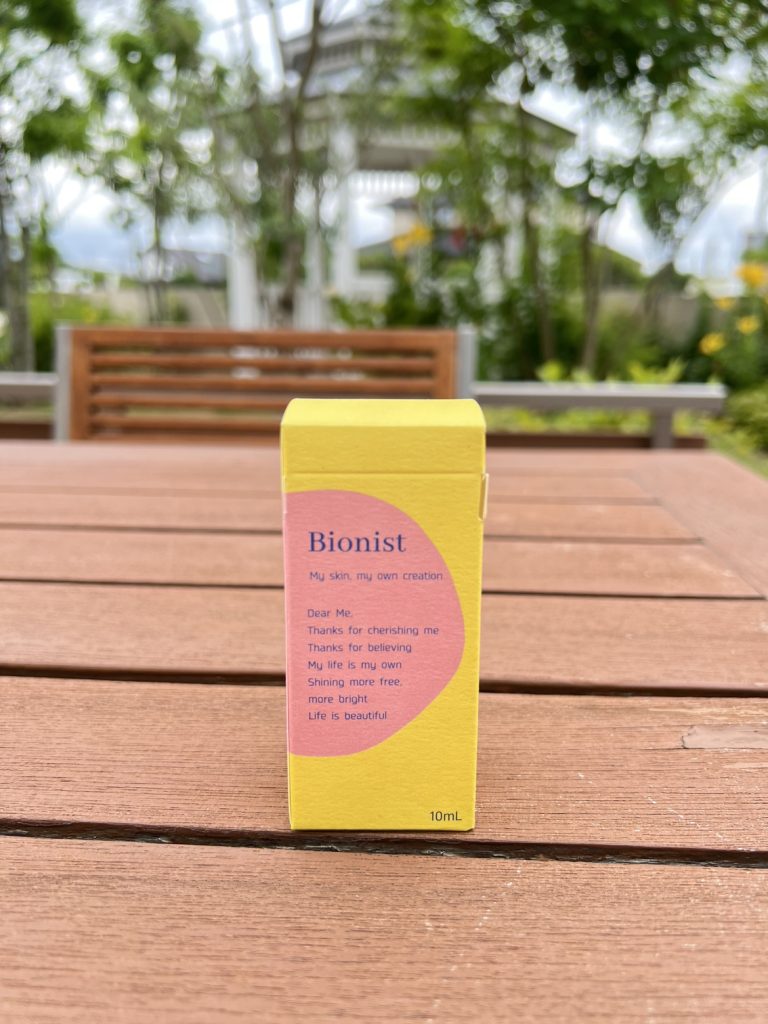 Bionist
My skin, my own creation
Dear Me,
Thanks for cherishing me
Thanks for believing
My life is my own
Shining more free,
more bright
Life is beautiful
10mL